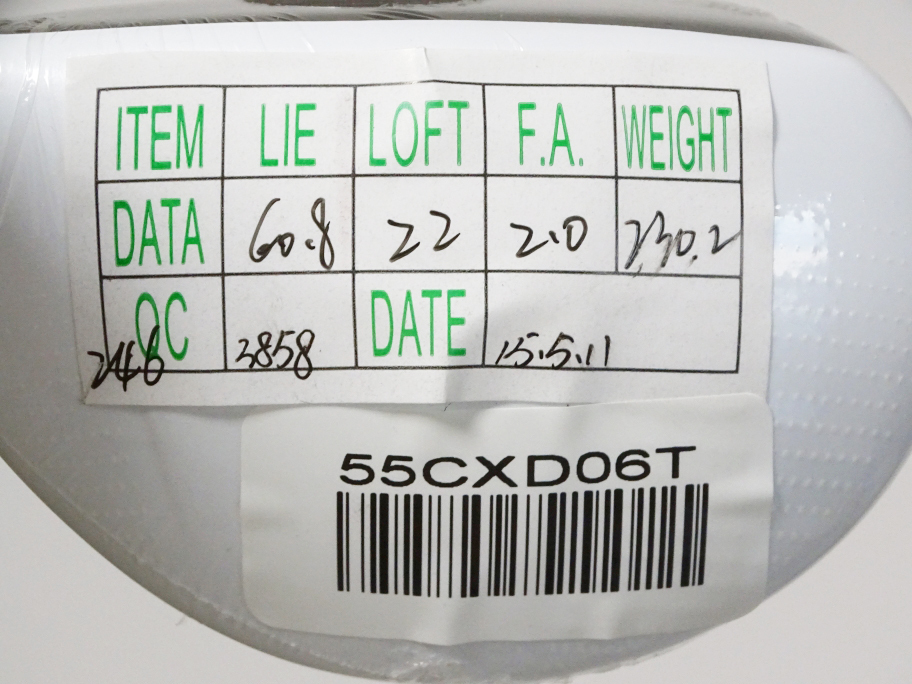 ITEM LIE LOFT F.A. WEIGHT
DATA 60.8 22 2.0 230.2
QC 3858 DATE 15.5.11
246
55CXD06T